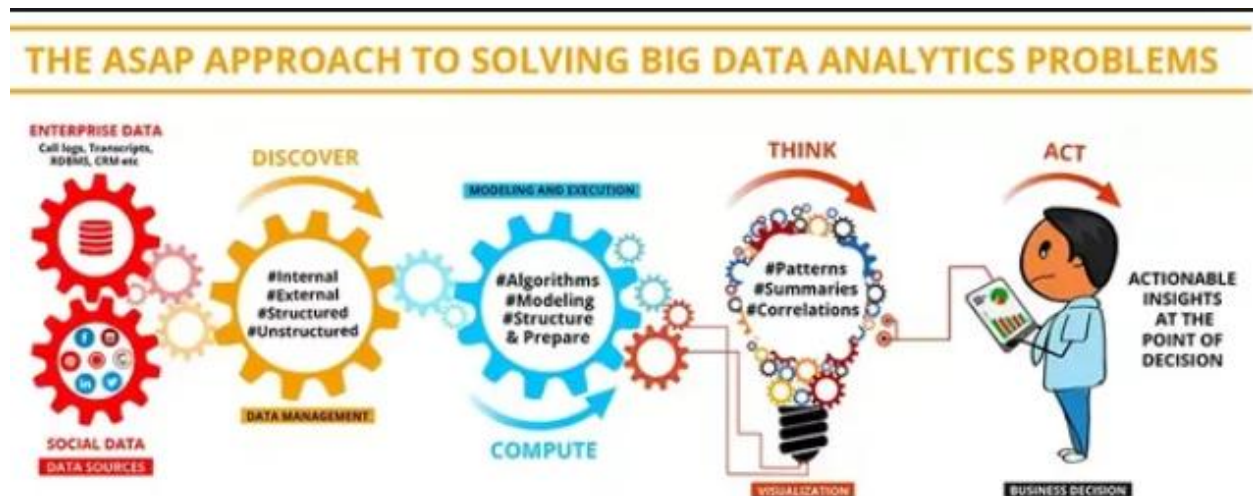 THE ASAP APPROACH TO SOLVING BIG DATA ANALYTICS PROBLEMS
ENTERPRISE DATA
Call logs, Transcripts,
RDBMS, CRM etc
SOCIAL DATA
DATA SOURCES
DISCOVER
#Internal
#External
#Structured
#Unstructured
DATA MANAGEMENT
MODELING AND EXECUTION
#Algorithms
#Modeling
#Structure
& Prepare
COMPUTE
THINK
#Patterns
#Summaries
#Correlations
VISUALIZATION
ACT
ACTIONABLE
INSIGHTS
AT THE
POINT OF
DECISION
BUSINESS DECISION